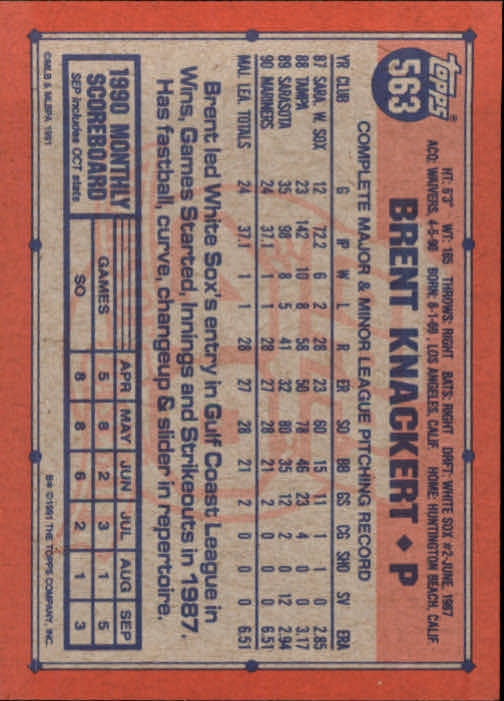 topps®
563
BRENT KNACKERT ◆ P
HT: 6'3" WT: 185 THROWS: RIGHT BATS: RIGHT DRFT: WHITE SOX #2-JUNE, 1987
ACQ: WAIVERS, 4-5-90 BORN: 8-1-69, LOS ANGELES, CALIF. HOME: HUNTINGTON BEACH, CALIF.
COMPLETE MAJOR & MINOR LEAGUE PITCHING RECORD
YR CLUB G IP W L R ER SO BB GS CG SHO SV ERA
87 SARA. W. SOX 12 72.2 6 2 28 23 60 15 11 1 1 0 2.85
88 TAMPA 23 142 10 8 58 50 78 46 23 4 0 0 3.17
89 SARASOTA 35 98 8 5 41 32 80 35 12 2 0 12 2.94
90 MARINERS 24 37.1 1 1 28 27 28 21 2 0 0 0 6.51
MAJ. LEA. TOTALS 24 37.1 1 1 28 27 28 21 2 0 0 0 6.51
Brent led White Sox's entry in Gulf Coast League in
Wins, Games Started, Innings and Strikeouts in 1987.
Has fastball, curve, changeup & slider in repertoire.
1990 MONTHLY
SCOREBOARD
SEP includes OCT stats
APR MAY JUN JUL AUG SEP
GAMES 5 8 2 3 1 5
SO 8 8 6 2 1 3
©MLB & MLBPA 1991
B* ©1991 THE TOPPS COMPANY, INC.